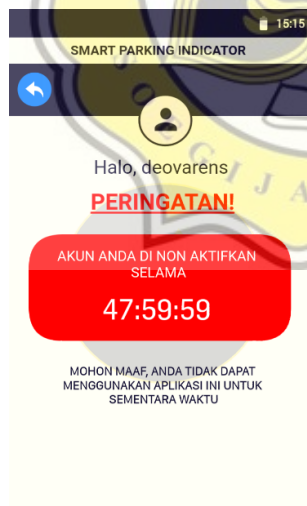 15:15
SMART PARKING INDICATOR
Halo, deovarens
PERINGATAN!
AKUN ANDA DI NON AKTIFKAN
SELAMA
47:59:59
MOHON MAAF, ANDA TIDAK DAPAT
MENGGUNAKAN APLIKASI INI UNTUK
SEMENTARA WAKTU